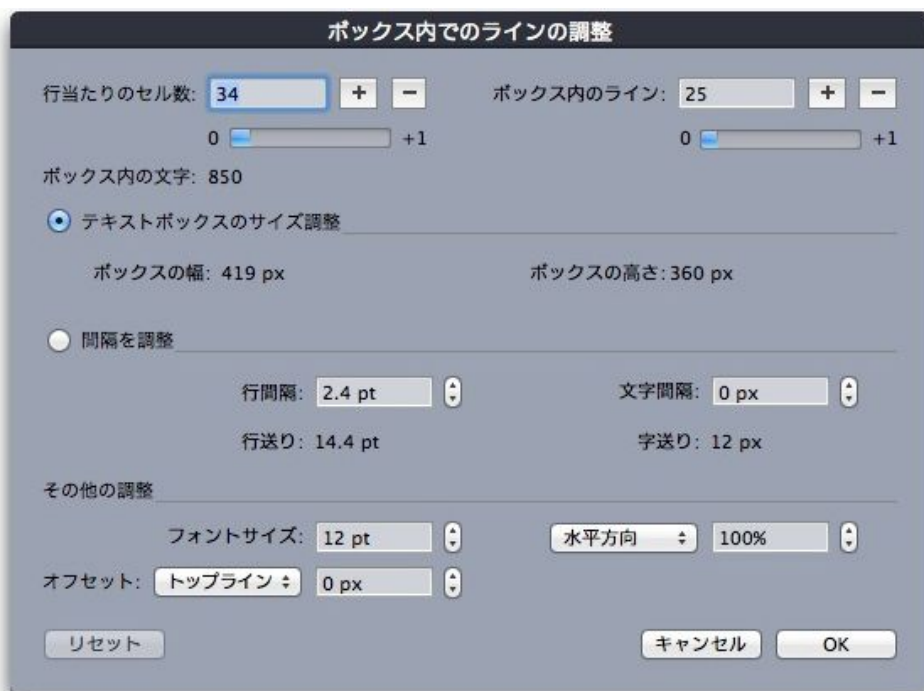 ボックス内でのラインの調整
行当たりのセル数: 34 + − ボックス内のライン: 25 + −
0 +1 0 +1
ボックス内の文字: 850
テキストボックスのサイズ調整
ボックスの幅: 419 px ボックスの高さ: 360 px
間隔を調整
行間隔: 2.4 pt 文字間隔: 0 px
行送り: 14.4 pt 字送り: 12 px
その他の調整
フォントサイズ: 12 pt 水平方向 100%
オフセット: トップライン 0 px
リセット キャンセル OK